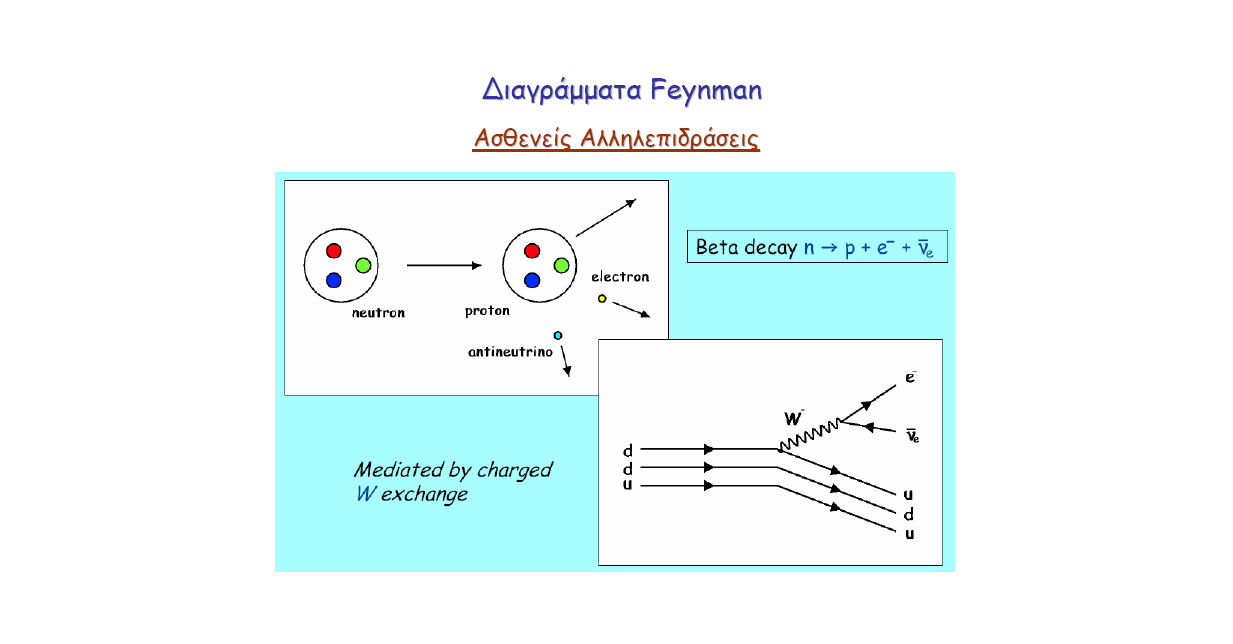 Διαγράμματα Feynman
Ασθενείς Αλληλεπιδράσεις
Beta decay n → p + e⁻ + ν̅ₑ
electron
neutron
proton
antineutrino
e⁻
W⁻
ν̅ₑ
d
d
u
u
d
u
Mediated by charged
W exchange